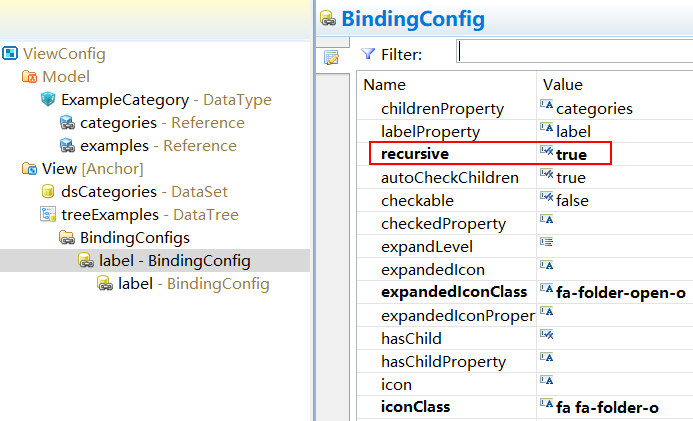 ViewConfig
Model
ExampleCategory - DataType
categories - Reference
examples - Reference
View [Anchor]
dsCategories - DataSet
treeExamples - DataTree
BindingConfigs
label - BindingConfig
label - BindingConfig
BindingConfig
Filter:
Name Value
childrenProperty categories
labelProperty label
recursive true
autoCheckChildren true
checkable false
checkedProperty
expandLevel
expandedIcon
expandedIconClass fa-folder-open-o
expandedIconProper
hasChild
hasChildProperty
icon
iconClass fa fa-folder-o